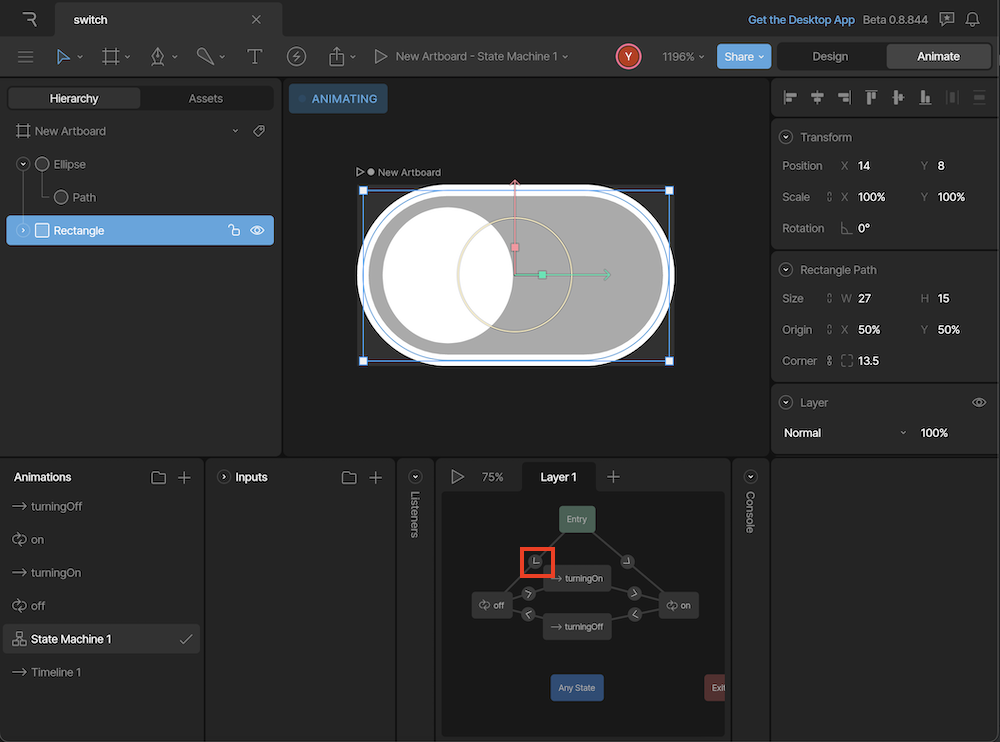 switch
Get the Desktop App Beta 0.8.844
New Artboard - State Machine 1
Y
1196%
Share
Design
Animate
Hierarchy
Assets
ANIMATING
New Artboard
Ellipse
Path
Rectangle
New Artboard
Transform
Position X 14 Y 8
Scale X 100% Y 100%
Rotation 0°
Rectangle Path
Size W 27 H 15
Origin X 50% Y 50%
Corner 13.5
Layer
Normal 100%
Animations
turningOff
on
turningOn
off
State Machine 1
Timeline 1
Inputs
Listeners
75%
Layer 1
Entry
turningOn
off
on
turningOff
Any State
Exit
Console